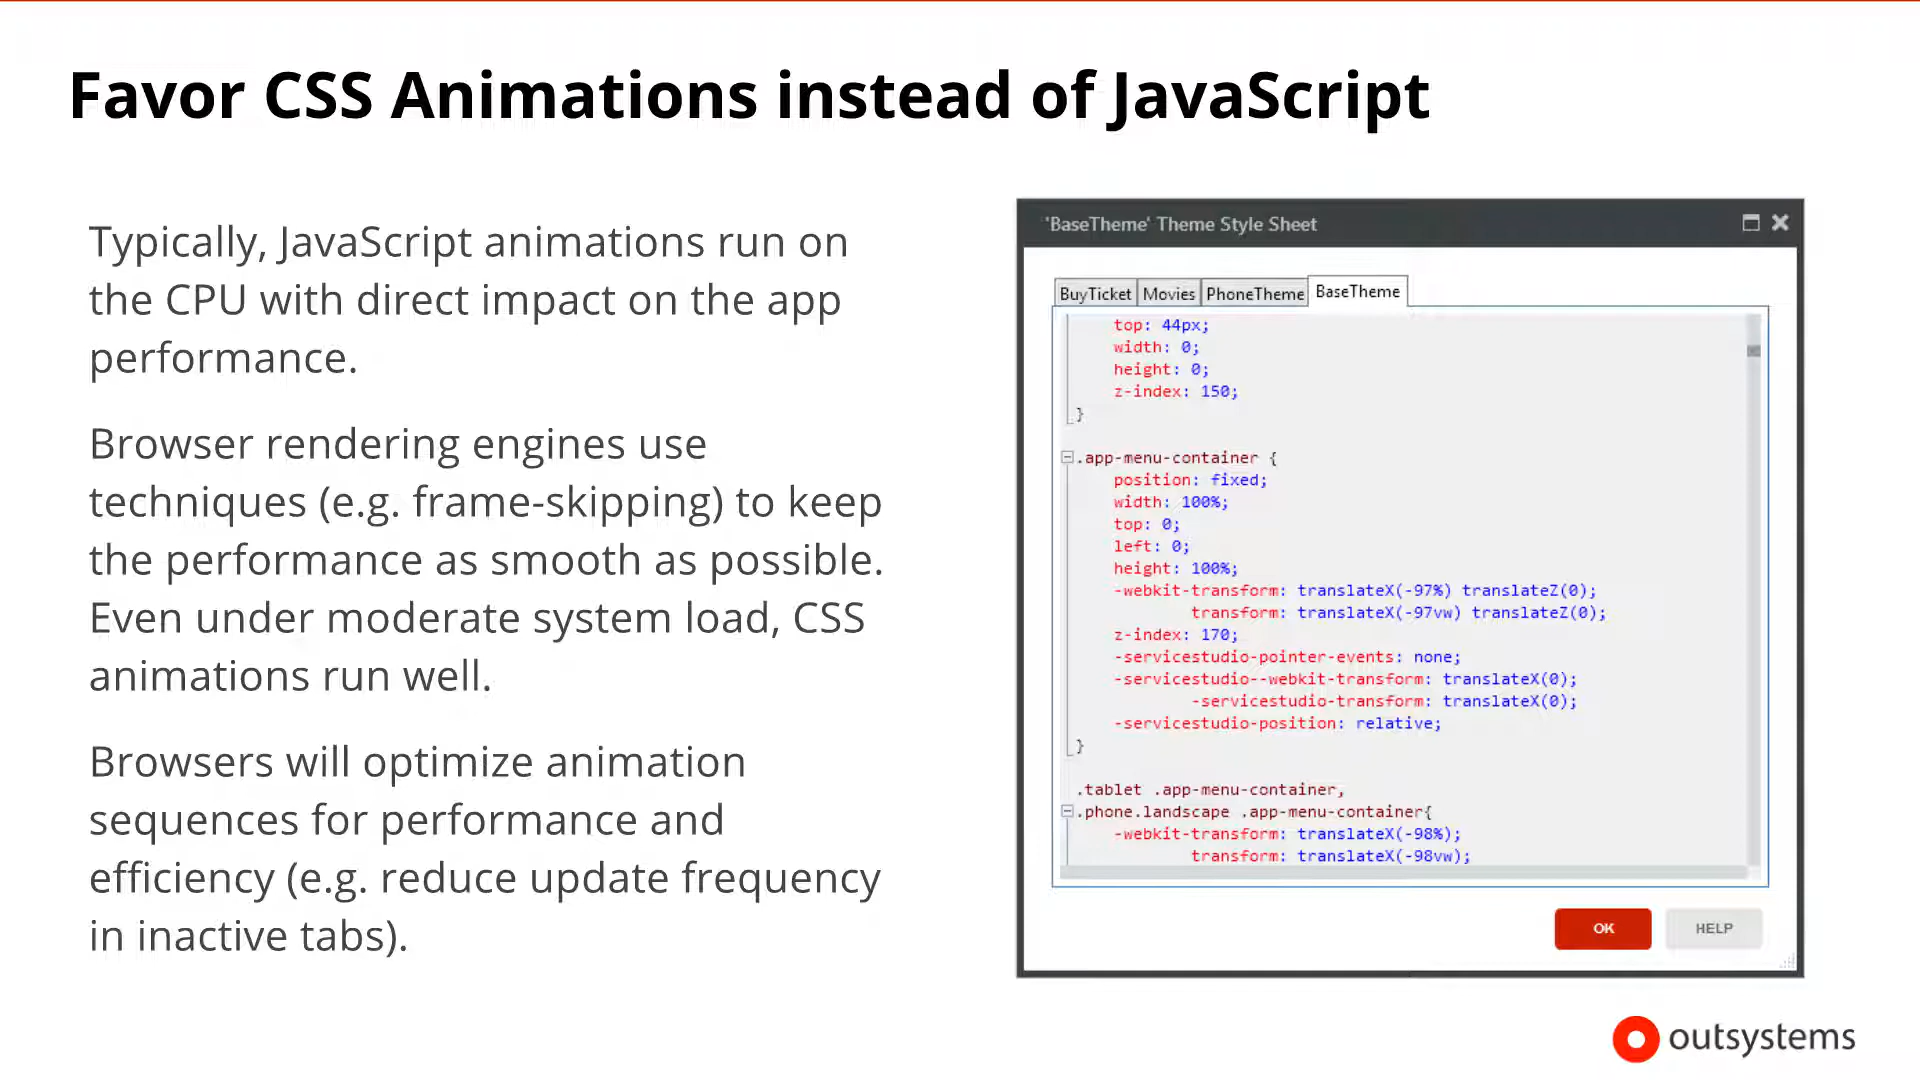 Favor CSS Animations instead of JavaScript
Typically, JavaScript animations run on
the CPU with direct impact on the app
performance.
Browser rendering engines use
techniques (e.g. frame-skipping) to keep
the performance as smooth as possible.
Even under moderate system load, CSS
animations run well.
Browsers will optimize animation
sequences for performance and
efficiency (e.g. reduce update frequency
in inactive tabs).
'BaseTheme' Theme Style Sheet
BuyTicket Movies PhoneTheme BaseTheme
top: 44px;
width: 0;
height: 0;
z-index: 150;
}
.app-menu-container {
position: fixed;
width: 100%;
top: 0;
left: 0;
height: 100%;
-webkit-transform: translateX(-97%) translateZ(0);
transform: translateX(-97vw) translateZ(0);
z-index: 170;
-servicestudio-pointer-events: none;
-servicestudio--webkit-transform: translateX(0);
-servicestudio-transform: translateX(0);
-servicestudio-position: relative;
}
.tablet .app-menu-container,
.phone.landscape .app-menu-container{
-webkit-transform: translateX(-98%);
transform: translateX(-98vw);
OK HELP
outsystems